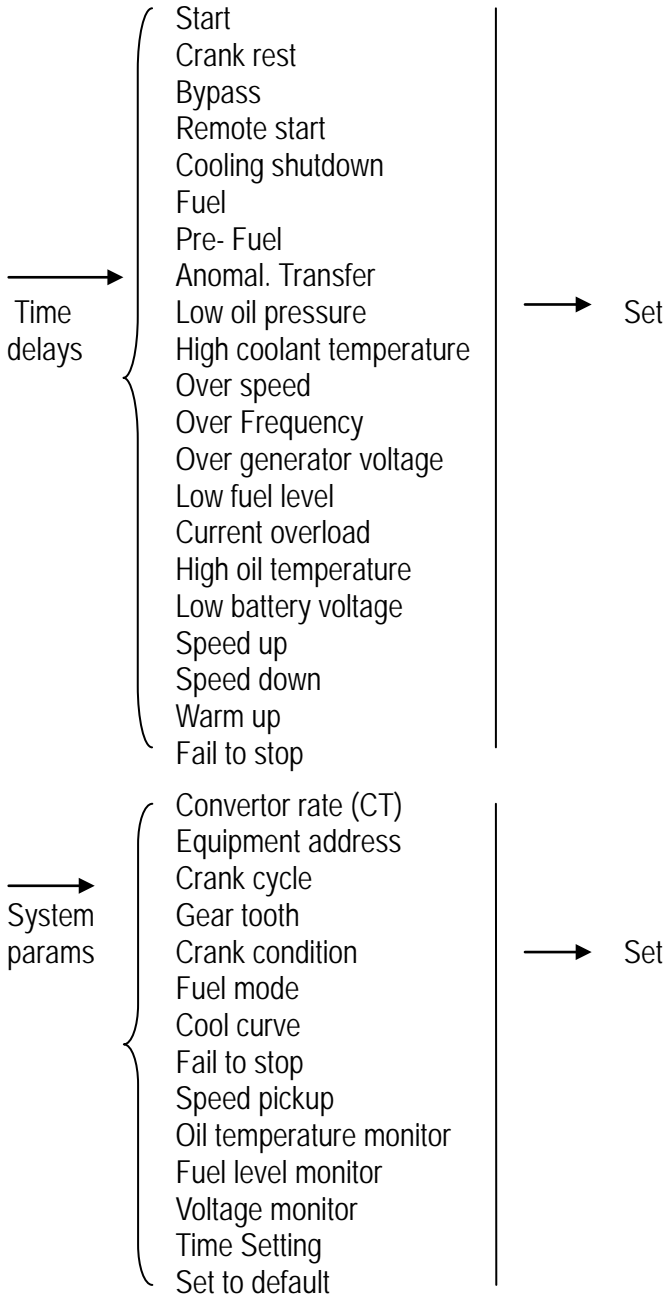 Start
Crank rest
Bypass
Remote start
Cooling shutdown
Fuel
Pre- Fuel
Anomal. Transfer
Low oil pressure
High coolant temperature
Over speed
Over Frequency
Over generator voltage
Low fuel level
Current overload
High oil temperature
Low battery voltage
Speed up
Speed down
Warm up
Fail to stop
Time
delays
Set
Convertor rate (CT)
Equipment address
Crank cycle
Gear tooth
Crank condition
Fuel mode
Cool curve
Fail to stop
Speed pickup
Oil temperature monitor
Fuel level monitor
Voltage monitor
Time Setting
Set to default
System
params
Set